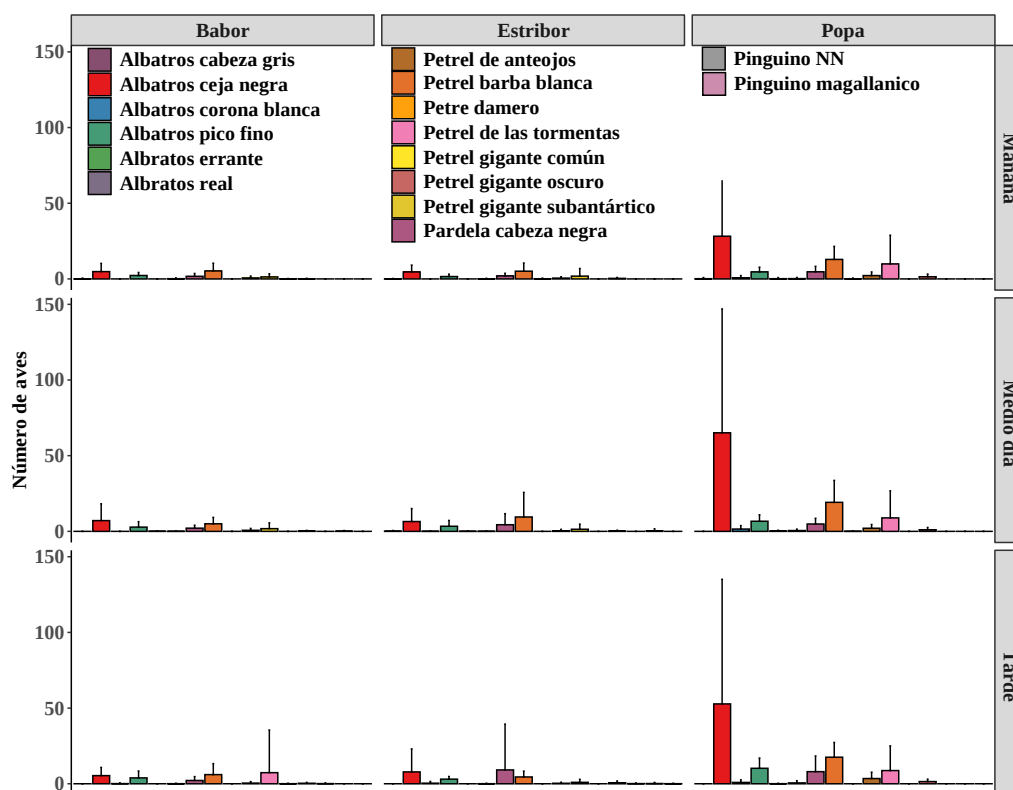 Babor
Estribor
Popa
Albatros cabeza gris
Albatros ceja negra
Albatros corona blanca
Albatros pico fino
Albratos errante
Albratos real
Petrel de anteojos
Petrel barba blanca
Petre damero
Petrel de las tormentas
Petrel gigante común
Petrel gigante oscuro
Petrel gigante subantártico
Pardela cabeza negra
Pinguino NN
Pinguino magallanico
150
100
50
0
Mañana
150
100
50
0
Medio día
150
100
50
0
Tarde
Número de aves